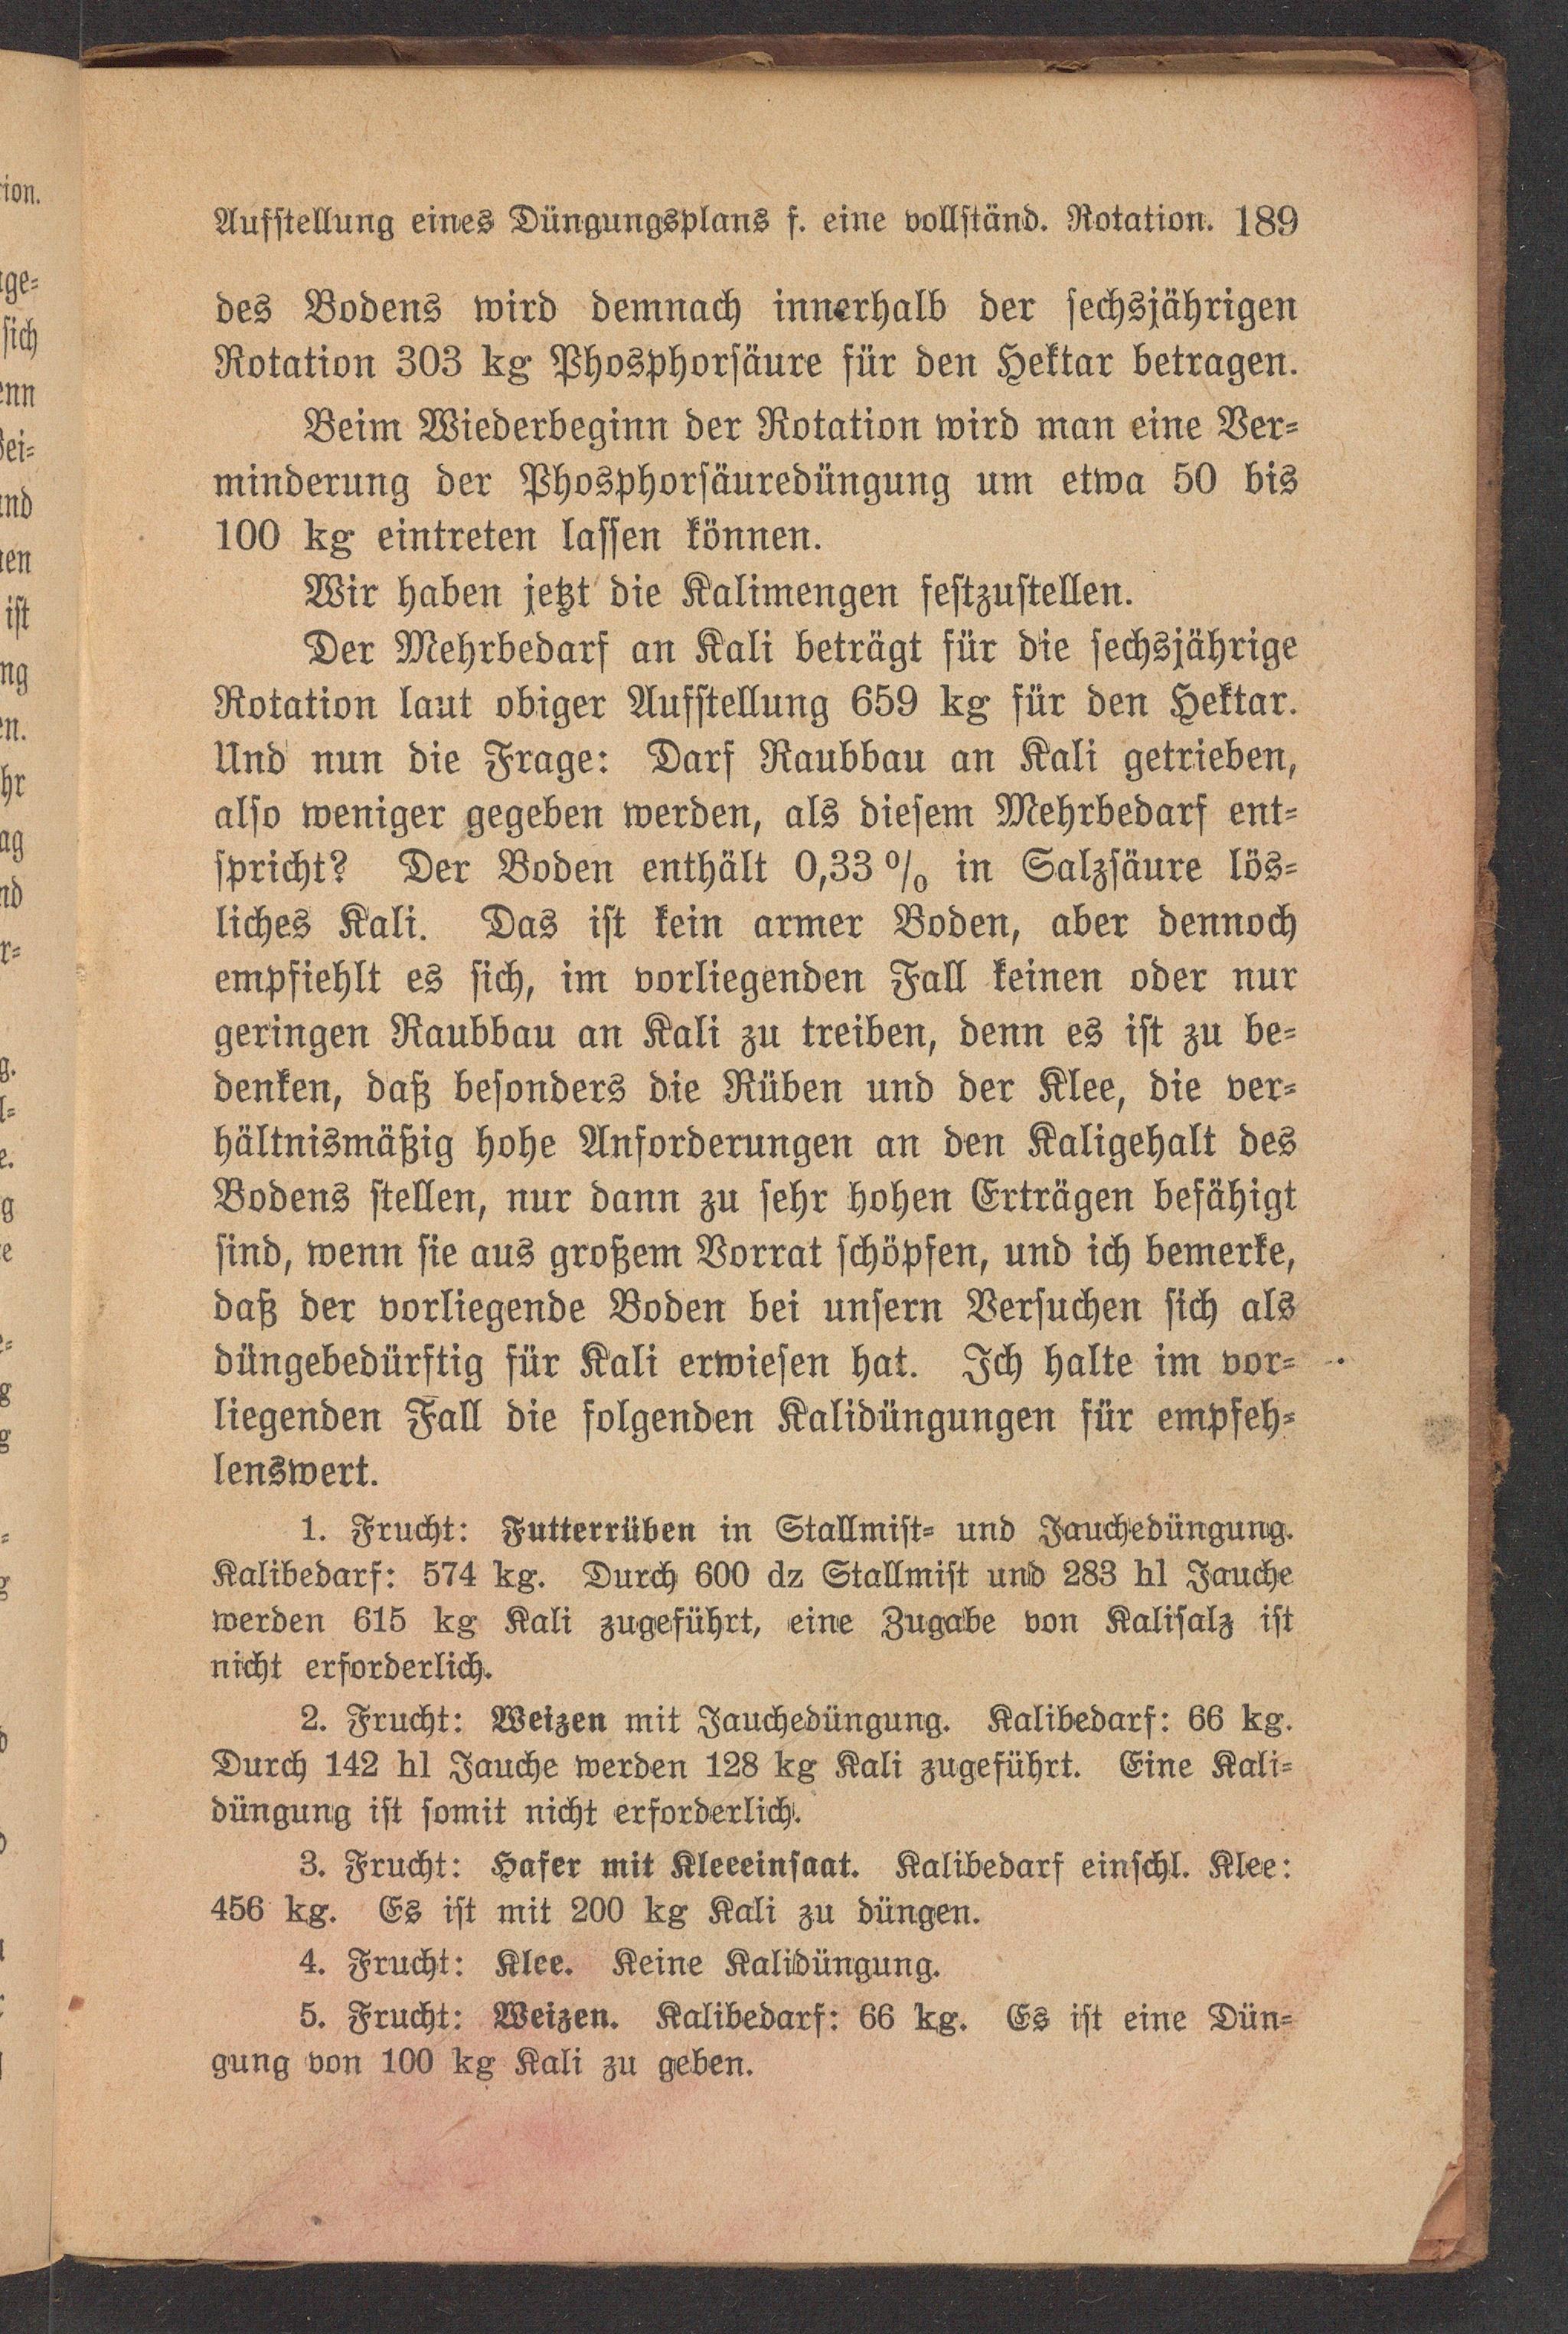 Aufstellung eines Düngungsplans f. eine vollständ. Rotation. 189
des Bodens wird demnach innerhalb der sechsjährigen
Rotation 303 kg Phosphorsäure für den Hektar betragen.
Beim Wiederbeginn der Rotation wird man eine Ver-
minderung der Phosphorsäuredüngung um etwa 50 bis
100 kg eintreten lassen können.
Wir haben jetzt die Kalimengen festzustellen.
Der Mehrbedarf an Kali beträgt für die sechsjährige
Rotation laut obiger Aufstellung 659 kg für den Hektar.
Und nun die Frage: Darf Raubbau an Kali getrieben,
also weniger gegeben werden, als diesem Mehrbedarf ent-
spricht? Der Boden enthält 0,33 % in Salzsäure lös-
liches Kali. Das ist kein armer Boden, aber dennoch
empfiehlt es sich, im vorliegenden Fall keinen oder nur
geringen Raubbau an Kali zu treiben, denn es ist zu be-
denken, daß besonders die Rüben und der Klee, die ver-
hältnismäßig hohe Anforderungen an den Kaligehalt des
Bodens stellen, nur dann zu sehr hohen Erträgen befähigt
sind, wenn sie aus großem Vorrat schöpfen, und ich bemerke,
daß der vorliegende Boden bei unsern Versuchen sich als
düngebedürftig für Kali erwiesen hat. Ich halte im vor-
liegenden Fall die folgenden Kalidüngungen für empfeh-
lenswert.
1. Frucht: Futterrüben in Stallmist- und Jauchedüngung.
Kalibedarf: 574 kg. Durch 600 dz Stallmist und 283 hl Jauche
werden 615 kg Kali zugeführt, eine Zugabe von Kalisalz ist
nicht erforderlich.
2. Frucht: Weizen mit Jauchedüngung. Kalibedarf: 66 kg.
Durch 142 hl Jauche werden 128 kg Kali zugeführt. Eine Kali-
düngung ist somit nicht erforderlich.
3. Frucht: Hafer mit Kleeeinsaat. Kalibedarf einschl. Klee:
456 kg. Es ist mit 200 kg Kali zu düngen.
4. Frucht: Klee. Keine Kalidüngung.
5. Frucht: Weizen. Kalibedarf: 66 kg. Es ist eine Dün-
gung von 100 kg Kali zu geben.